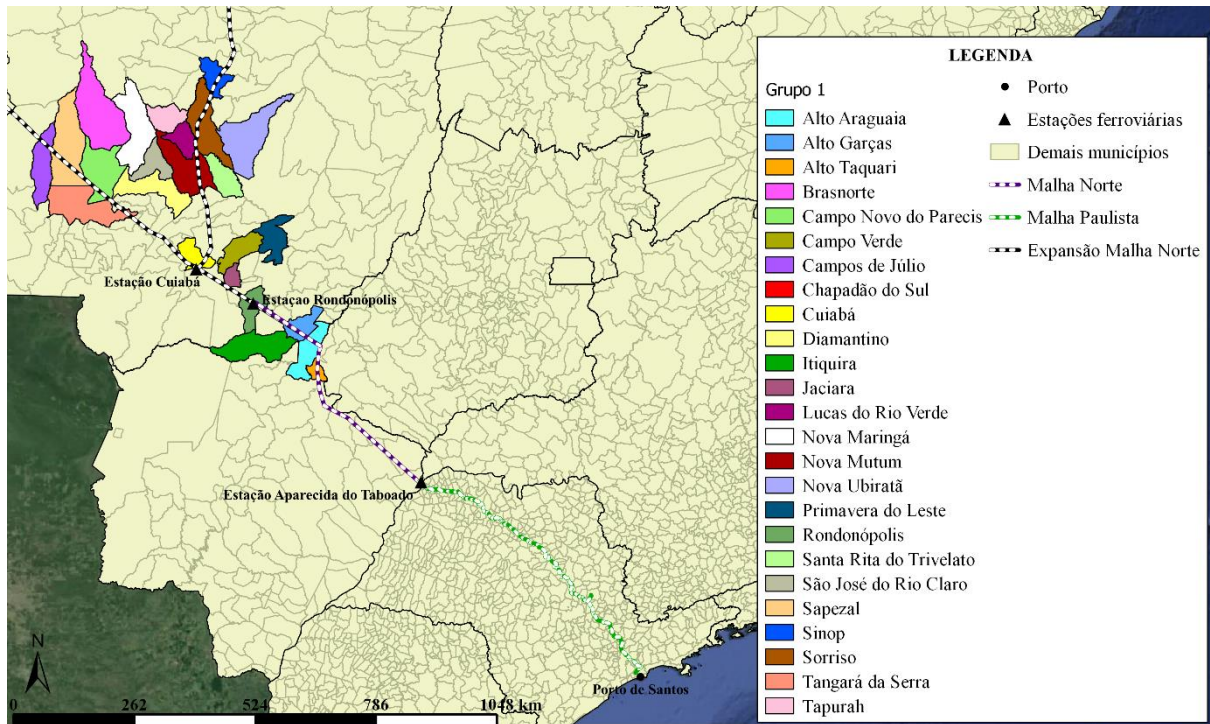 LEGENDA
Grupo 1
Alto Araguaia
Alto Garças
Alto Taquari
Brasnorte
Campo Novo do Parecis
Campo Verde
Campos de Júlio
Chapadão do Sul
Cuiabá
Diamantino
Itiquira
Jaciara
Lucas do Rio Verde
Nova Maringá
Nova Mutum
Nova Ubiratã
Primavera do Leste
Rondonópolis
Santa Rita do Trivelato
São José do Rio Claro
Sapezal
Sinop
Sorriso
Tangará da Serra
Tapurah
Porto
Estações ferroviárias
Demais municípios
Malha Norte
Malha Paulista
Expansão Malha Norte
Estação Cuiabá
Estaçao Rondonópolis
Estação Aparecida do Taboado
Porto de Santos
N
0 262 524 786 1048 km